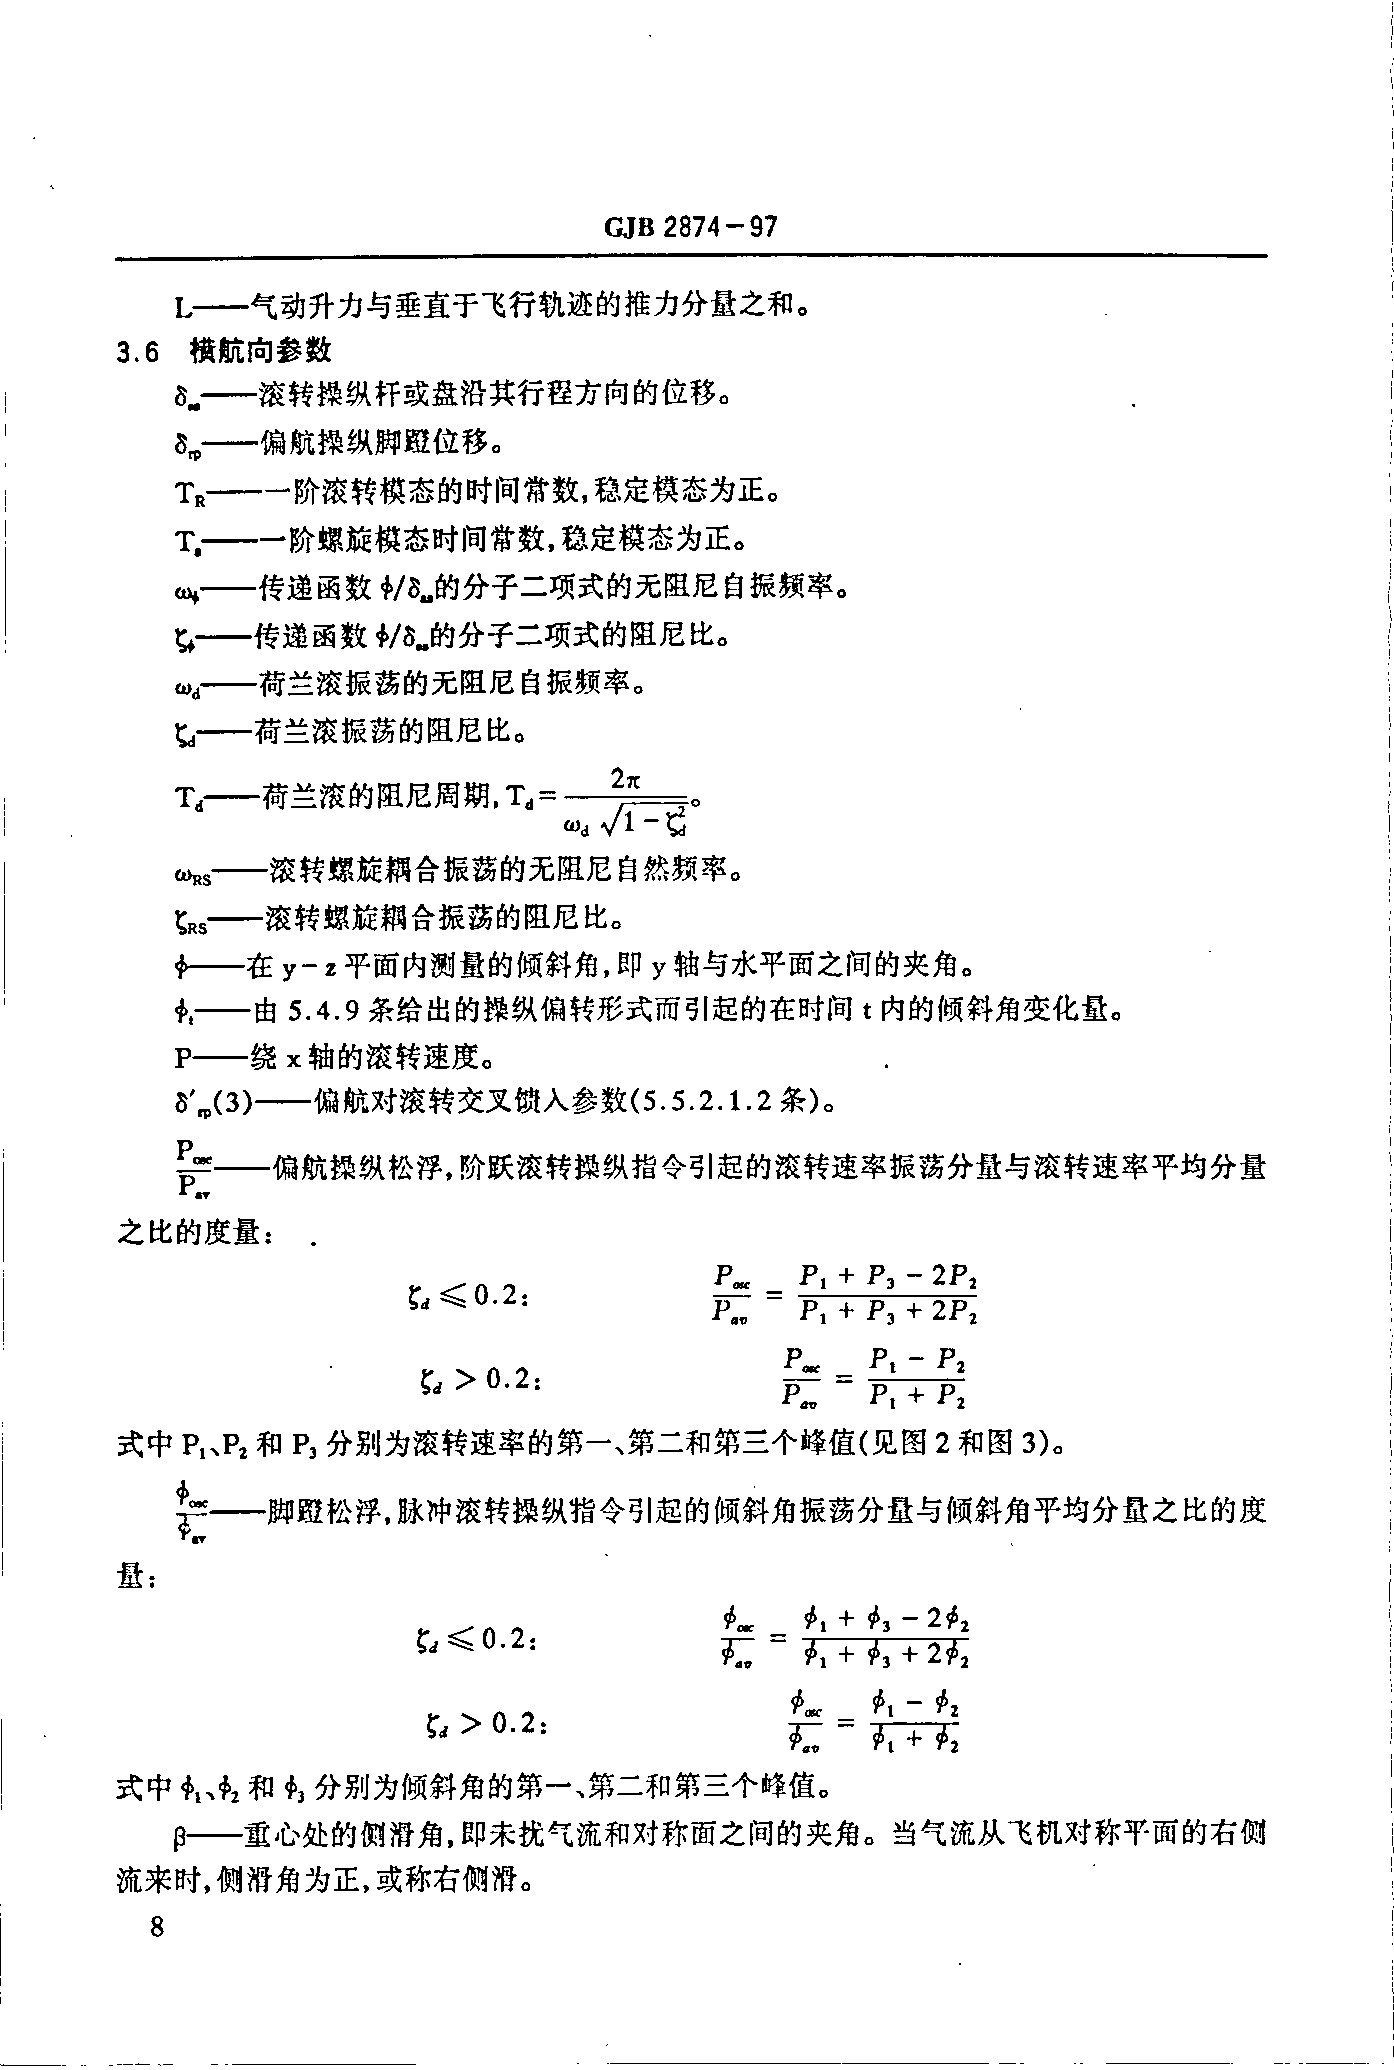 GJB 2874-97
L——气动升力与垂直于飞行轨迹的推力分量之和。
3.6 横航向参数
δas——滚转操纵杆或盘沿其行程方向的位移。
δrp——偏航操纵脚蹬位移。
TR——一阶滚转模态的时间常数,稳定模态为正。
Ts——一阶螺旋模态时间常数,稳定模态为正。
ωϕ——传递函数 ϕ/δas的分子二项式的无阻尼自振频率。
ζϕ——传递函数 ϕ/δas的分子二项式的阻尼比。
ωd——荷兰滚振荡的无阻尼自振频率。
ζd——荷兰滚振荡的阻尼比。
Td——荷兰滚的阻尼周期, Td = 2π / (ωd √(1-ζd²))。
ωRS——滚转螺旋耦合振荡的无阻尼自然频率。
ζRS——滚转螺旋耦合振荡的阻尼比。
ϕ——在 y-z 平面内测量的倾斜角,即 y 轴与水平面之间的夹角。
ϕt——由 5.4.9 条给出的操纵偏转形式而引起的在时间 t 内的倾斜角变化量。
P——绕 x 轴的滚转速度。
δ′rp(3)——偏航对滚转交叉馈入参数(5.5.2.1.2 条)。
Posc/Pav——偏航操纵松浮,阶跃滚转操纵指令引起的滚转速率振荡分量与滚转速率平均分量
之比的度量:
ζd ≤ 0.2: Posc/Pav = (P1 + P3 - 2P2)/(P1 + P3 + 2P2)
ζd > 0.2: Posc/Pav = (P1 - P2)/(P1 + P2)
式中 P1、P2 和 P3 分别为滚转速率的第一、第二和第三个峰值(见图 2 和图 3)。
ϕosc/ϕav——脚蹬松浮,脉冲滚转操纵指令引起的倾斜角振荡分量与倾斜角平均分量之比的度
量:
ζd ≤ 0.2: ϕosc/ϕav = (ϕ1 + ϕ3 - 2ϕ2)/(ϕ1 + ϕ3 + 2ϕ2)
ζd > 0.2: ϕosc/ϕav = (ϕ1 - ϕ2)/(ϕ1 + ϕ2)
式中 ϕ1、ϕ2 和 ϕ3 分别为倾斜角的第一、第二和第三个峰值。
β——重心处的侧滑角,即未扰气流和对称面之间的夹角。当气流从飞机对称平面的右侧
流来时,侧滑角为正,或称右侧滑。
8